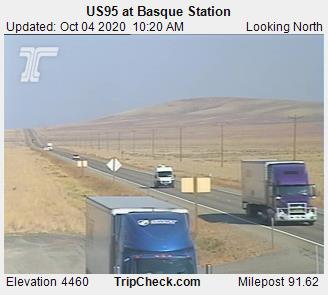 US95 at Basque Station
Updated: Oct 04 2020 10:20 AM Looking North
Elevation 4460 TripCheck.com Milepost 91.62